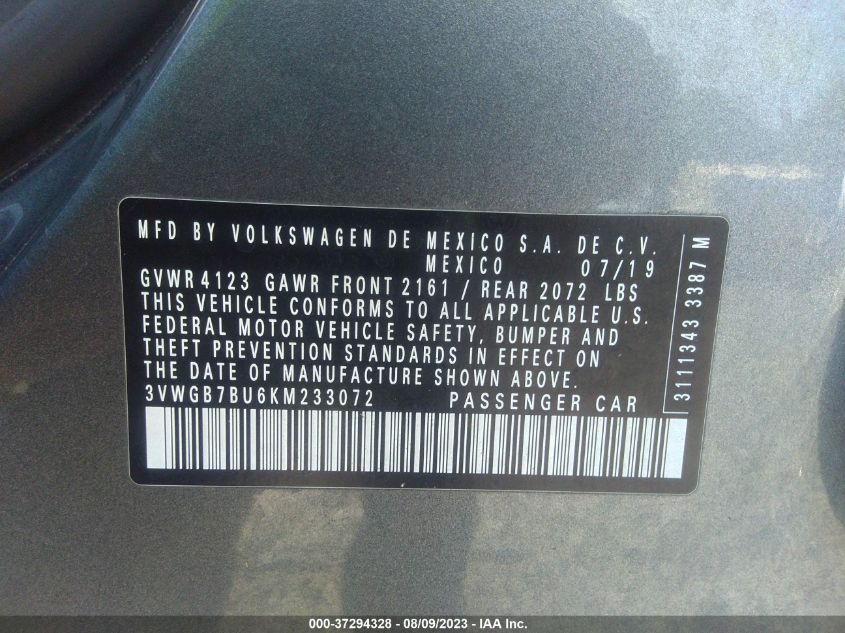 MFD BY VOLKSWAGEN DE MEXICO S.A. DE C.V.
MEXICO 07/19
GVWR 4123 GAWR FRONT 2161 / REAR 2072 LBS
THIS VEHICLE CONFORMS TO ALL APPLICABLE U.S.
FEDERAL MOTOR VEHICLE SAFETY, BUMPER AND
THEFT PREVENTION STANDARDS IN EFFECT ON
THE DATE OF MANUFACTURE SHOWN ABOVE.
3VWGB7BU6KM233072 PASSENGER CAR
3111343 3387 M
000-37294328 - 08/09/2023 - IAA Inc.